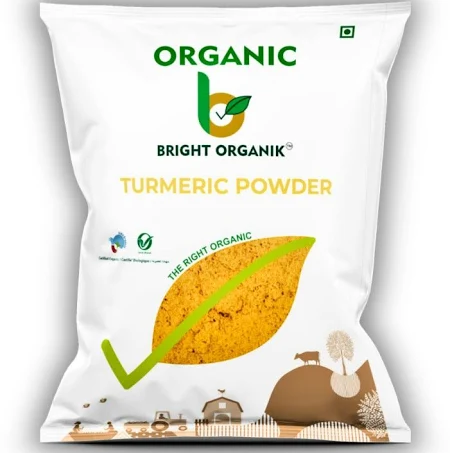 ORGANIC
BRIGHT ORGANIK
TURMERIC POWDER
THE RIGHT ORGANIC